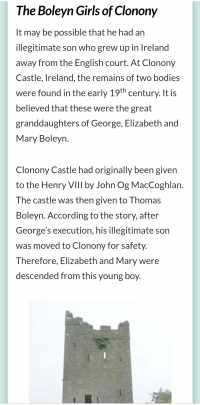 The Boleyn Girls of Clonony
It may be possible that he had an
illegitimate son who grew up in Ireland
away from the English court. At Clonony
Castle, Ireland, the remains of two bodies
were found in the early 19th century. It is
believed that these were the great
granddaughters of George, Elizabeth and
Mary Boleyn.
Clonony Castle had originally been given
to the Henry VIII by John Og MacCoghlan.
The castle was then given to Thomas
Boleyn. According to the story, after
George's execution, his illegitimate son
was moved to Clonony for safety.
Therefore, Elizabeth and Mary were
descended from this young boy.